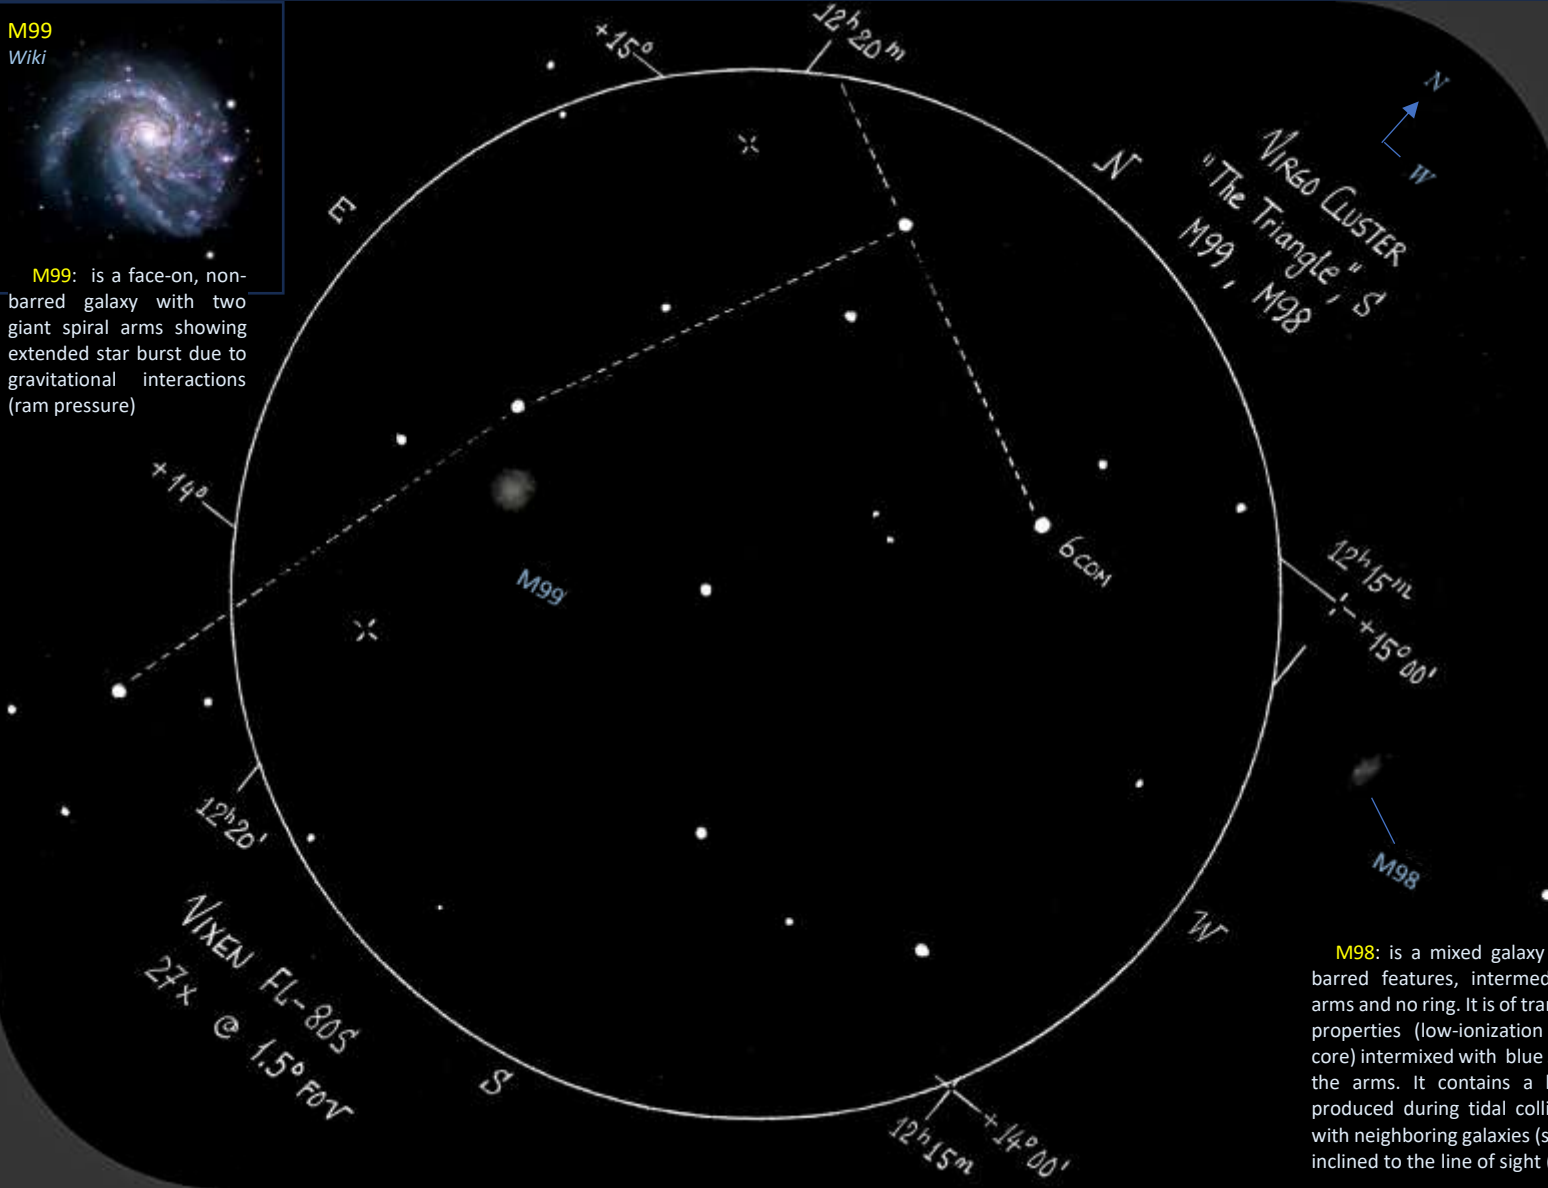 M99
Wiki
M99: is a face-on, non-
barred galaxy with two
giant spiral arms showing
extended star burst due to
gravitational interactions
(ram pressure)
+15°
12ʰ20ᵐ
N
W
E
N
VIRGO CLUSTER
"The Triangle", S
M99, M98
+14°
M99
6COM
12ʰ15ᵐ
+15°00'
12ʰ20'
M98
W
VIXEN FL-80S
27x @ 1.5° FOV
S
12ʰ15ᵐ
+14°00'
M98: is a mixed galaxy
barred features, intermed
arms and no ring. It is of tra
properties (low-ionization
core) intermixed with blue
the arms. It contains a
produced during tidal colli
with neighboring galaxies (s
inclined to the line of sight